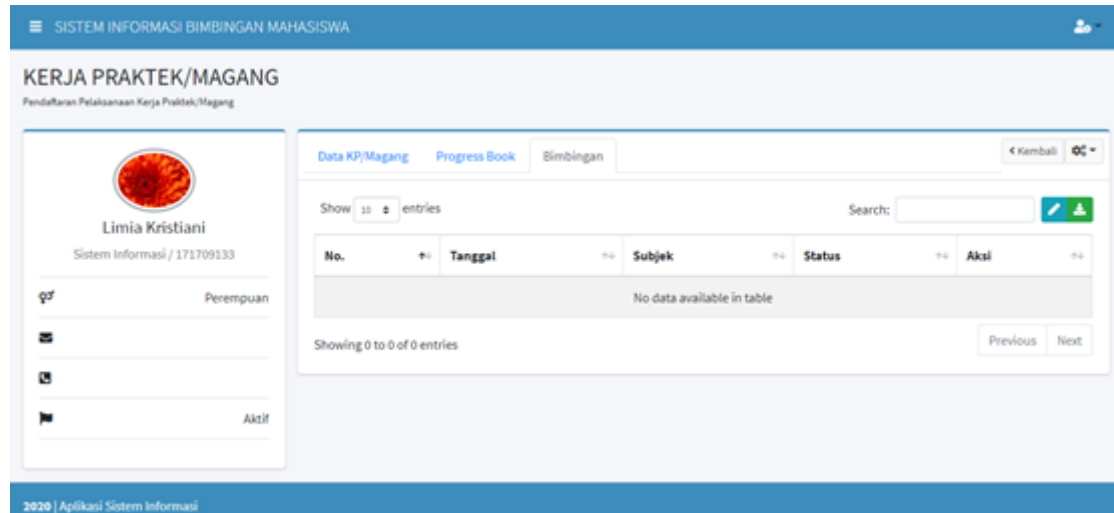 SISTEM INFORMASI BIMBINGAN MAHASISWA
KERJA PRAKTEK/MAGANG
Pendaftaran Pelaksanaan Kerja Praktek/Magang
Limia Kristiani
Sistem Informasi / 171709133
Perempuan
Aktif
Data KP/Magang Progress Book Bimbingan Kembali
Show 10 entries Search:
No. Tanggal Subjek Status Aksi
No data available in table
Showing 0 to 0 of 0 entries Previous Next
2020 | Aplikasi Sistem Informasi